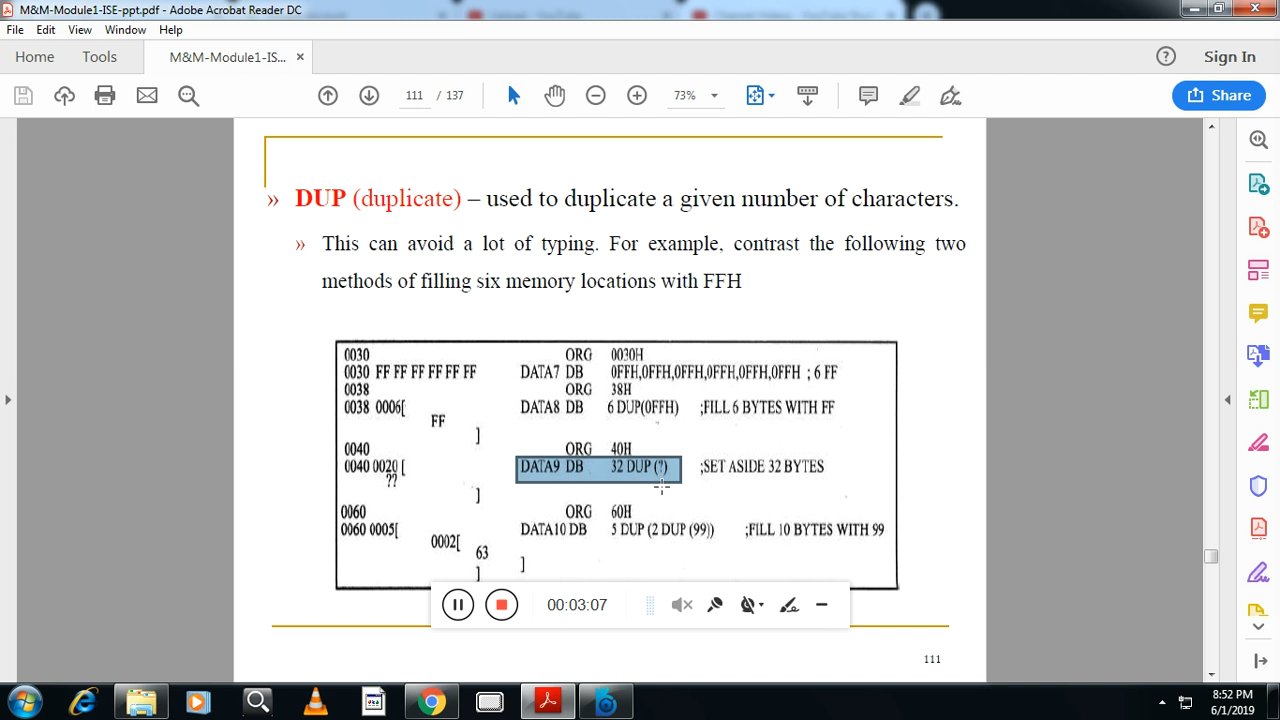 M&M-Module1-ISE-ppt.pdf - Adobe Acrobat Reader DC
File Edit View Window Help
Home Tools M&M-Module1-IS... × Sign In
111 / 137 73% Share
» DUP (duplicate) – used to duplicate a given number of characters.
» This can avoid a lot of typing. For example, contrast the following two
methods of filling six memory locations with FFH
0030 ORG 0030H
0030 FF FF FF FF FF FF DATA7 DB 0FFH,0FFH,0FFH,0FFH,0FFH,0FFH ; 6 FF
0038 ORG 38H
0038 0006[ DATA8 DB 6 DUP(0FFH) ;FILL 6 BYTES WITH FF
FF
]
0040 ORG 40H
0040 0020 [ DATA9 DB 32 DUP (?) ;SET ASIDE 32 BYTES
??
]
0060 ORG 60H
0060 0005[ DATA10 DB 5 DUP (2 DUP (99)) ;FILL 10 BYTES WITH 99
0002[
63
]
]
00:03:07
111
8:52 PM
6/1/2019